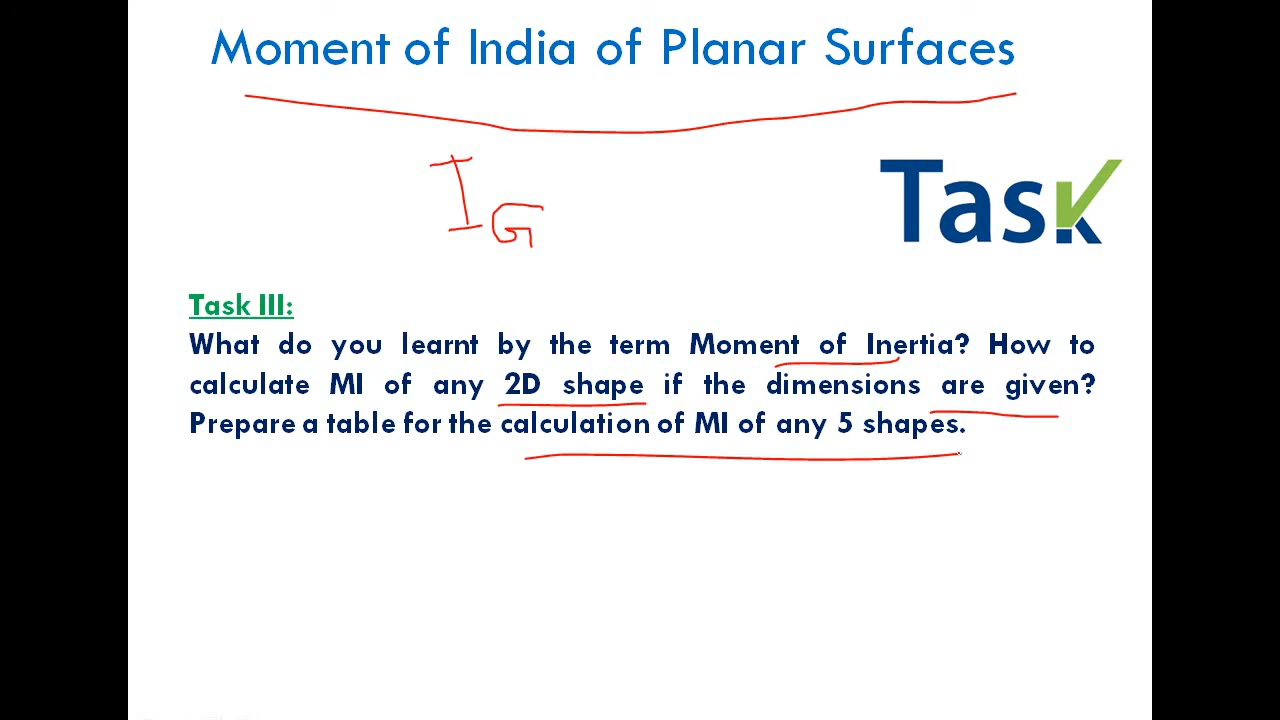 Moment of India of Planar Surfaces
I G
Task
Task III:
What do you learnt by the term Moment of Inertia? How to
calculate MI of any 2D shape if the dimensions are given?
Prepare a table for the calculation of MI of any 5 shapes.